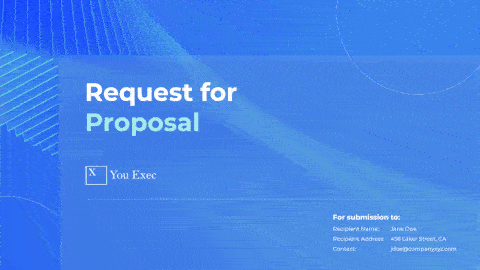 Request for
Proposal
X
You Exec
For submission to:
Recipient Name: Jane Doe
Recipient Address: 456 Laker Street, CA
Contact: jdoe@companyxyz.com